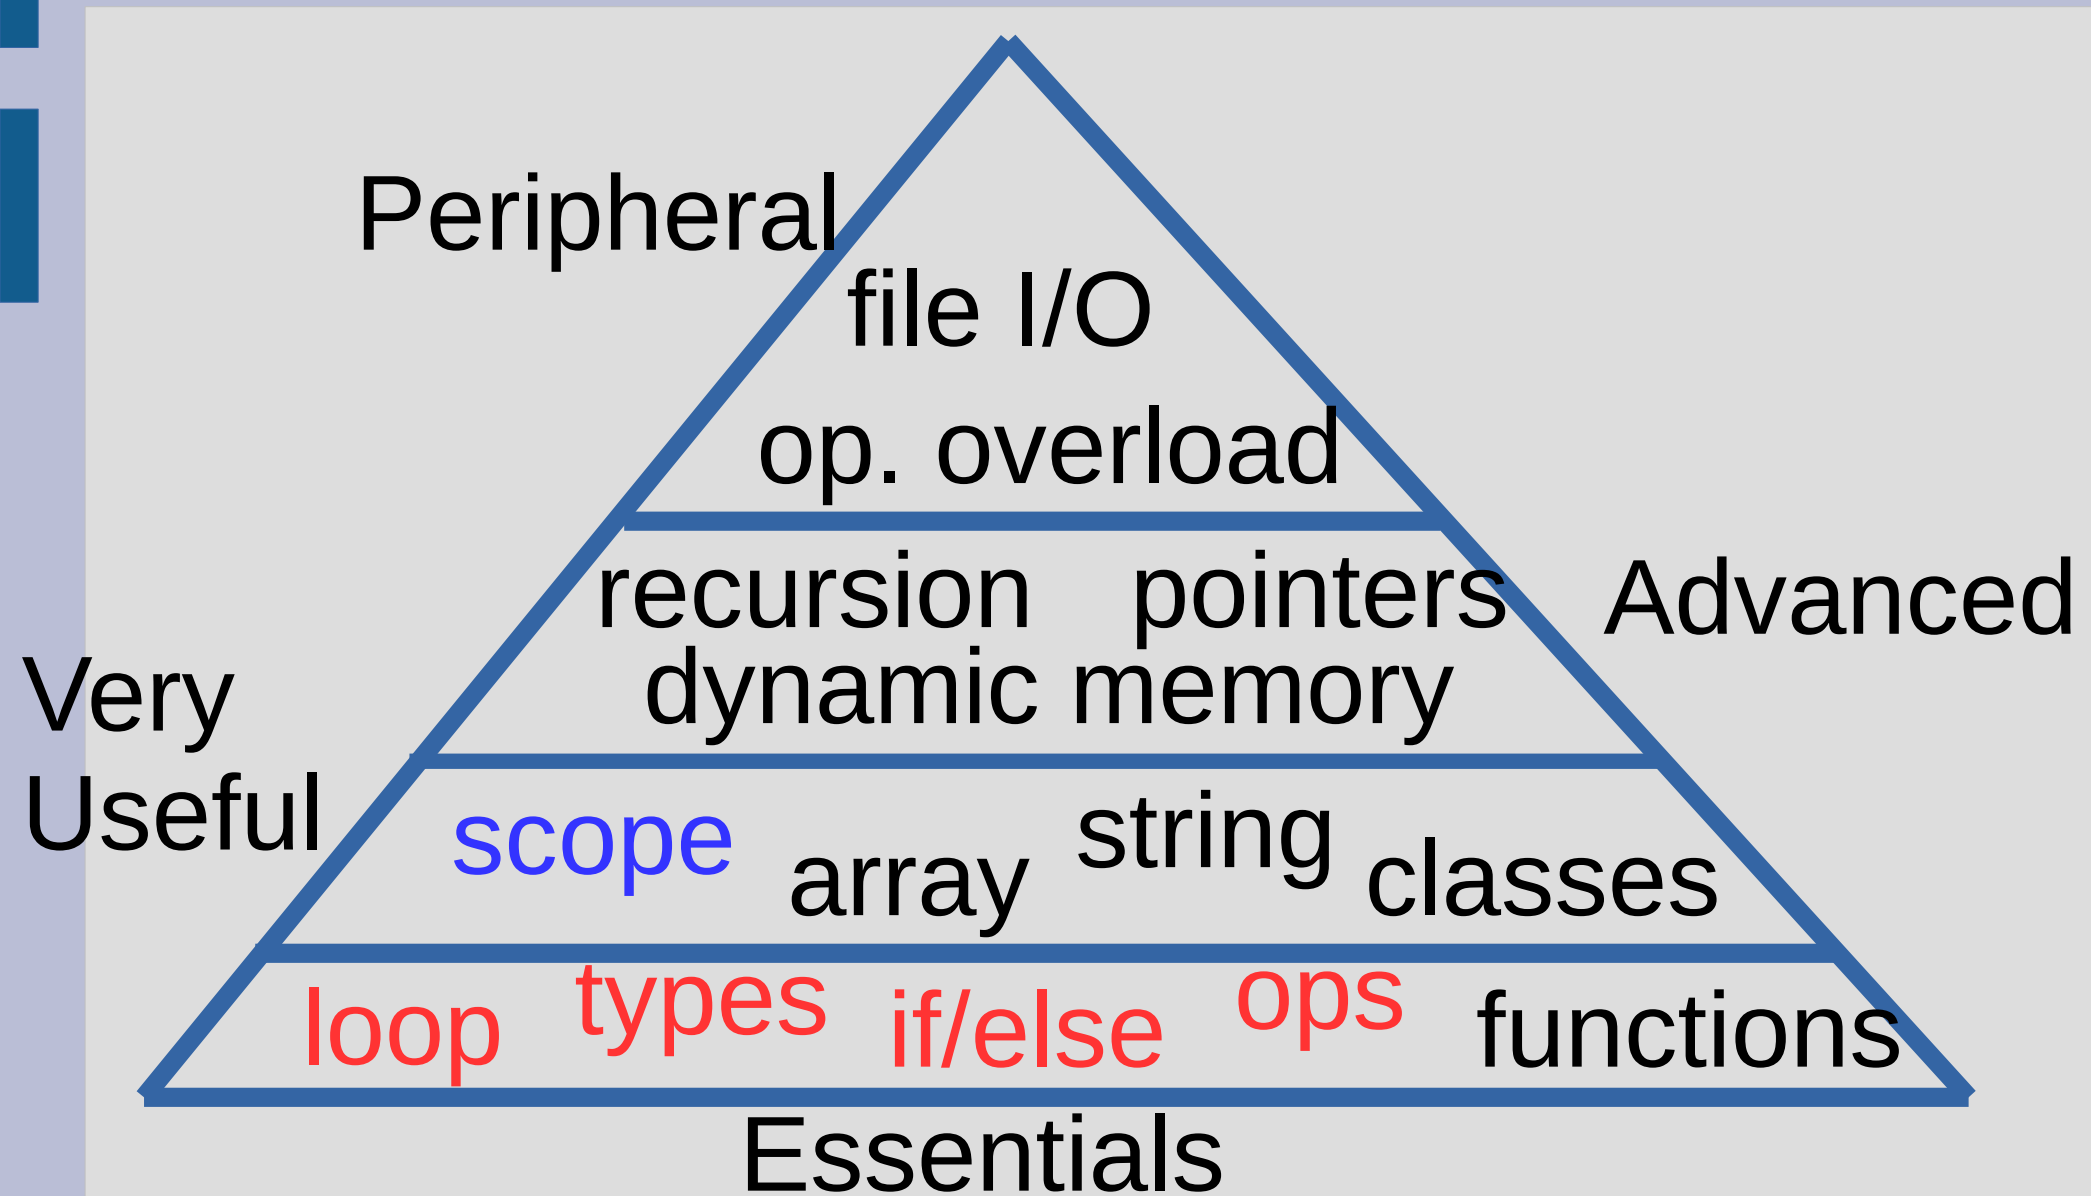 Peripheral
file I/O
op. overload
recursion pointers
Advanced
dynamic memory
Very
Useful
scope array string classes
loop types if/else ops functions
Essentials